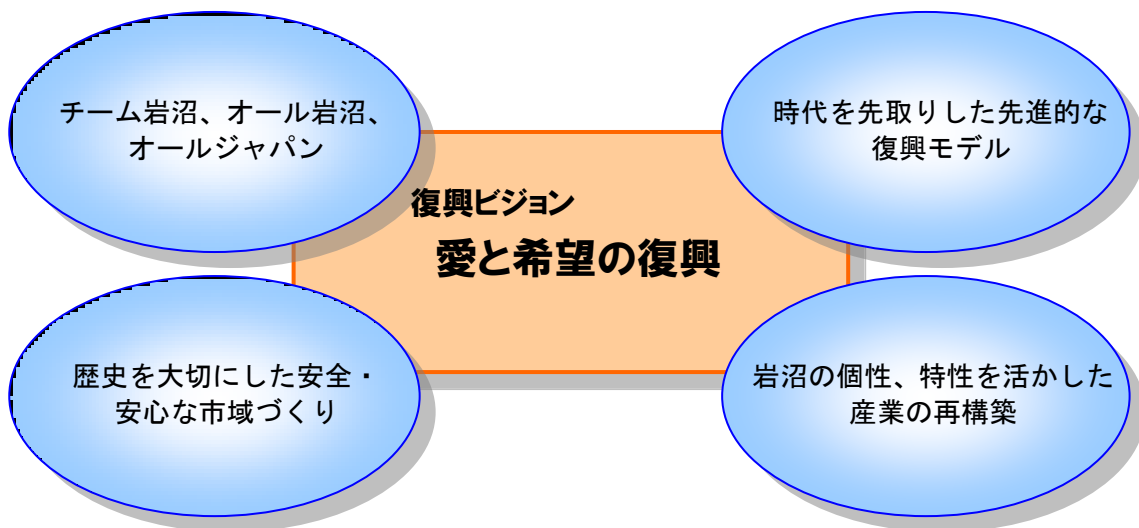 チーム岩沼、オール岩沼、
オールジャパン
時代を先取りした先進的な
復興モデル
復興ビジョン
愛と希望の復興
歴史を大切にした安全・
安心な市域づくり
岩沼の個性、特性を活かした
産業の再構築